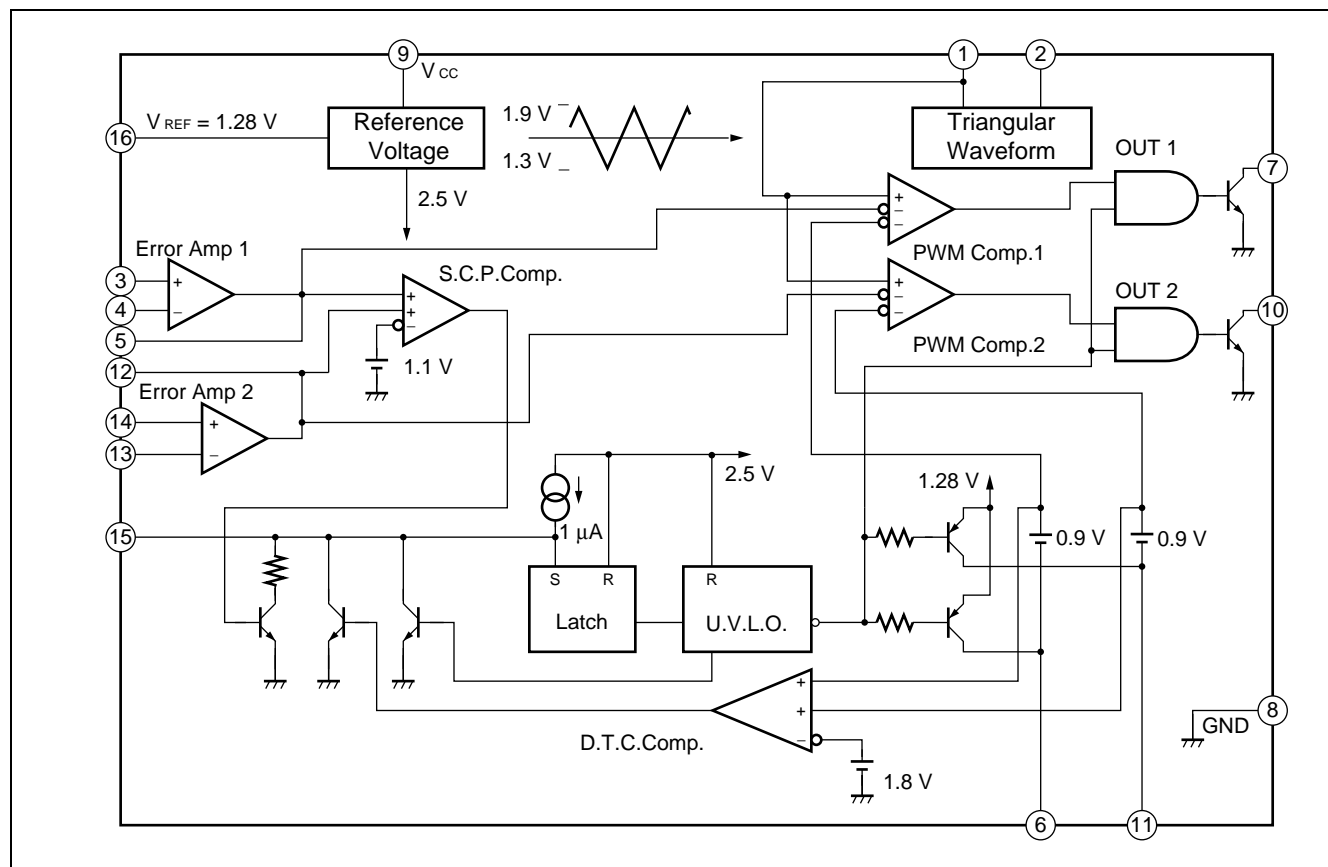 9
1
2
V CC
16
V REF = 1.28 V
Reference
Voltage
1.9 V
1.3 V
Triangular
Waveform
OUT 1
7
2.5 V
+
−
−
PWM Comp.1
Error Amp 1
3
4
+
−
5
S.C.P.Comp.
+
+
−
1.1 V
+
−
−
PWM Comp.2
OUT 2
10
12
Error Amp 2
14
13
+
−
2.5 V
1.28 V
15
1 μA
0.9 V
0.9 V
S
R
Latch
R
U.V.L.O.
+
+
−
D.T.C.Comp.
1.8 V
8
GND
6
11